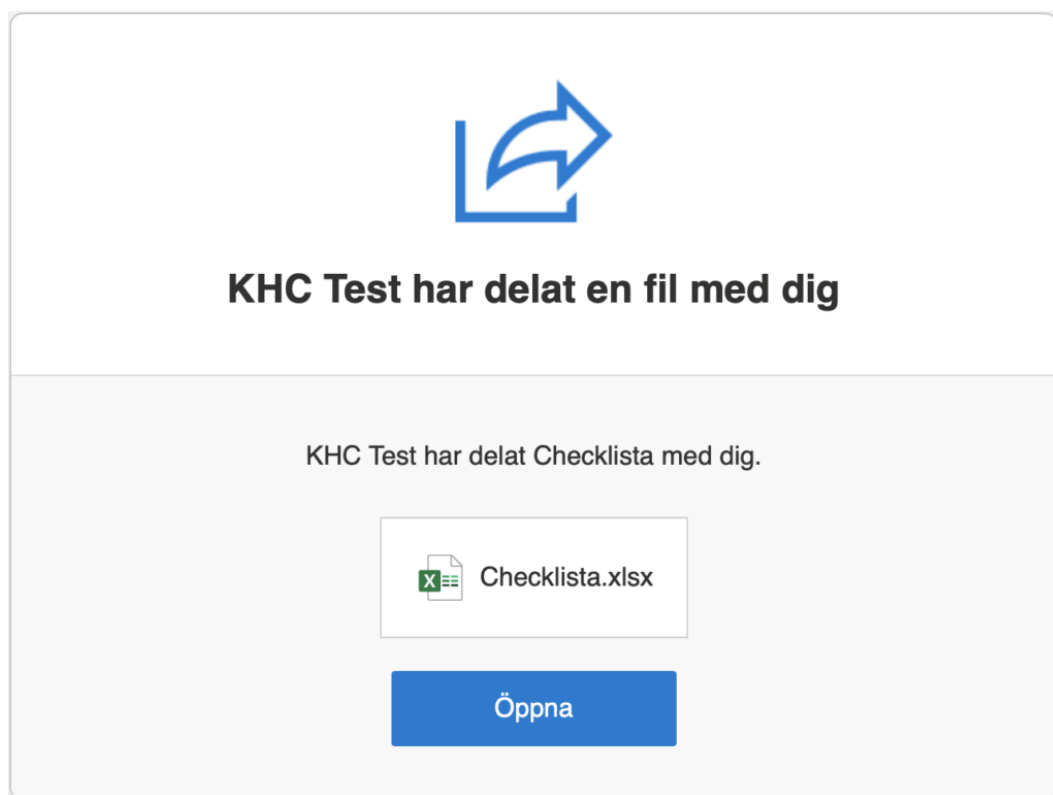 KHC Test har delat en fil med dig
KHC Test har delat Checklista med dig.
X
Checklista.xlsx
Öppna